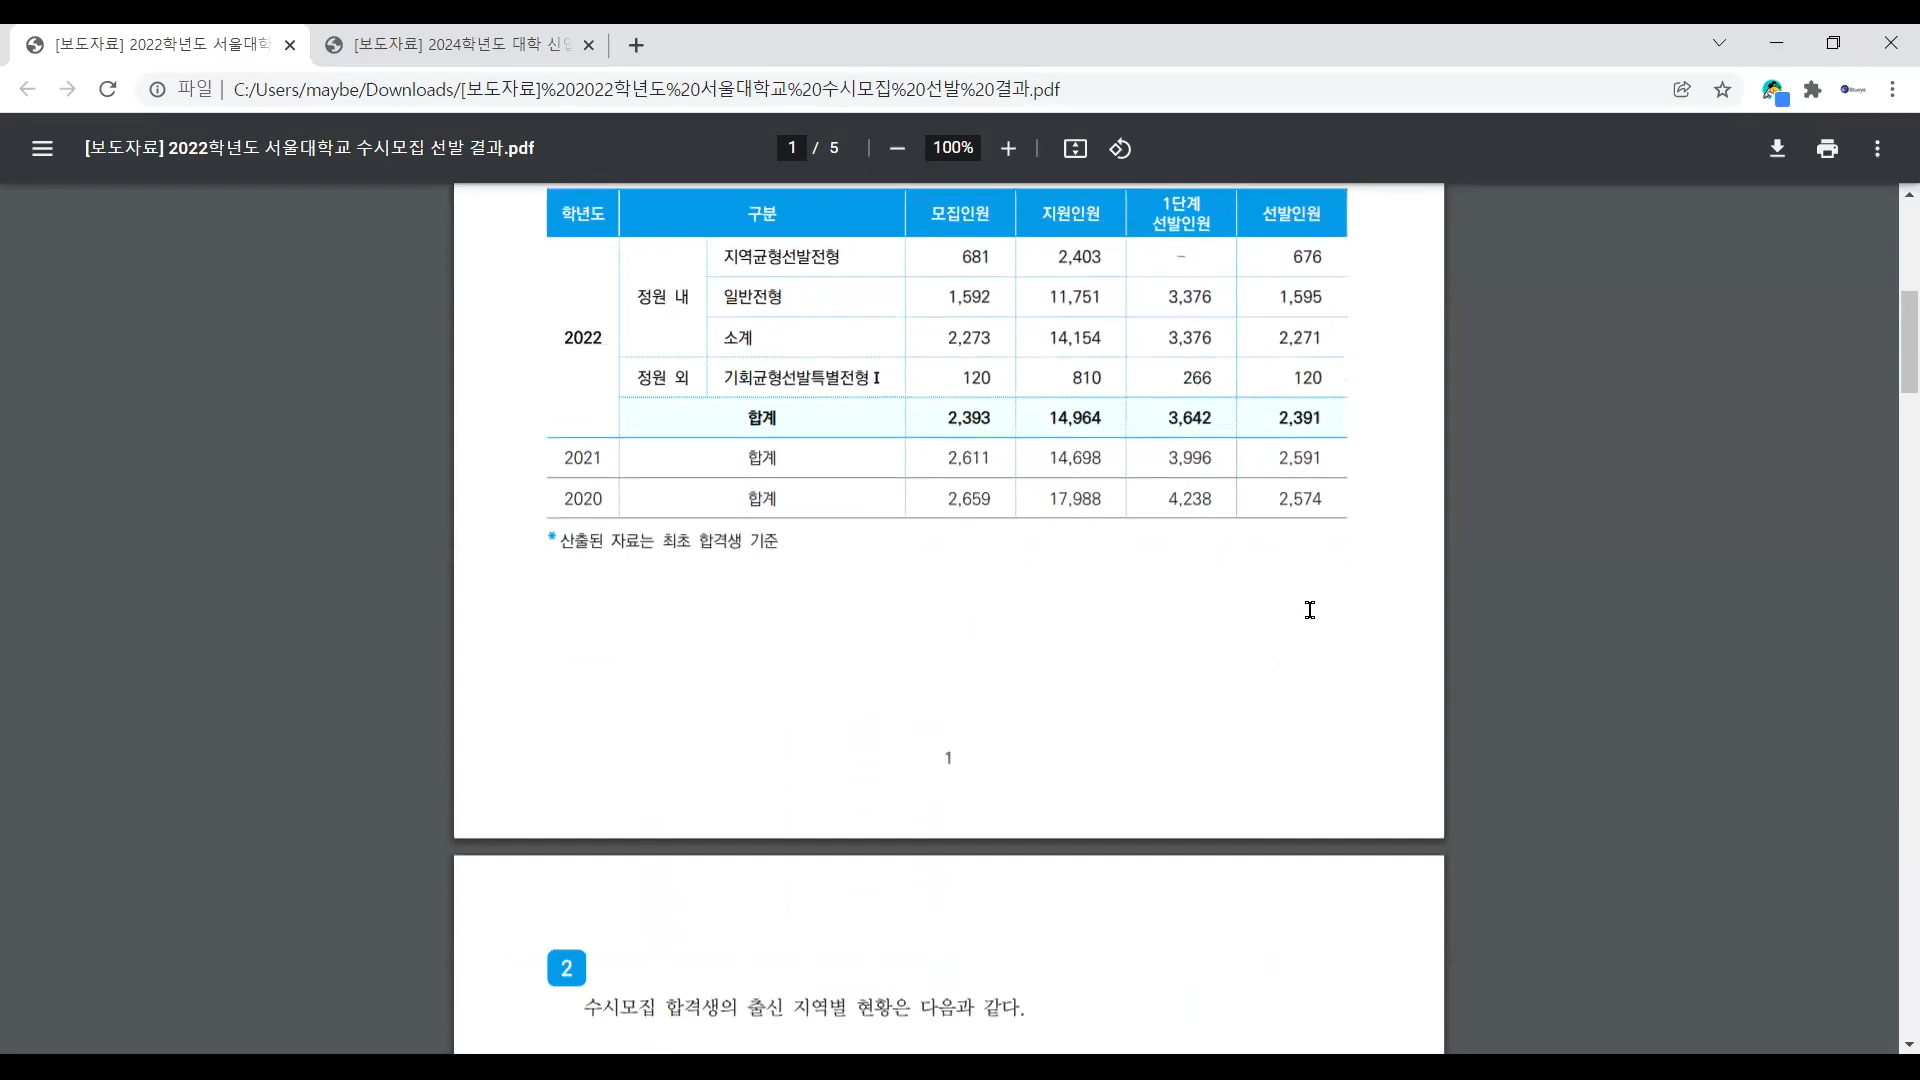 [보도자료] 2022학년도 서울대학
[보도자료] 2024학년도 대학 신입
파일 | C:/Users/maybe/Downloads/[보도자료]%202022학년도%20서울대학교%20수시모집%20선발%20결과.pdf
[보도자료] 2022학년도 서울대학교 수시모집 선발 결과.pdf 1 / 5 100%
학년도 구분 모집인원 지원인원 1단계 선발인원 선발인원
지역균형선발전형 681 2,403 – 676
정원 내 일반전형 1,592 11,751 3,376 1,595
2022 소계 2,273 14,154 3,376 2,271
정원 외 기회균형선발특별전형 I 120 810 266 120
합계 2,393 14,964 3,642 2,391
2021 합계 2,611 14,698 3,996 2,591
2020 합계 2,659 17,988 4,238 2,574
* 산출된 자료는 최초 합격생 기준
1
2
수시모집 합격생의 출신 지역별 현황은 다음과 같다.